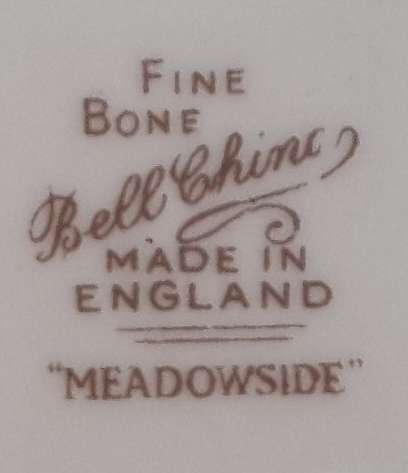 FINE
BONE
Bell China
MADE IN
ENGLAND
"MEADOWSIDE"